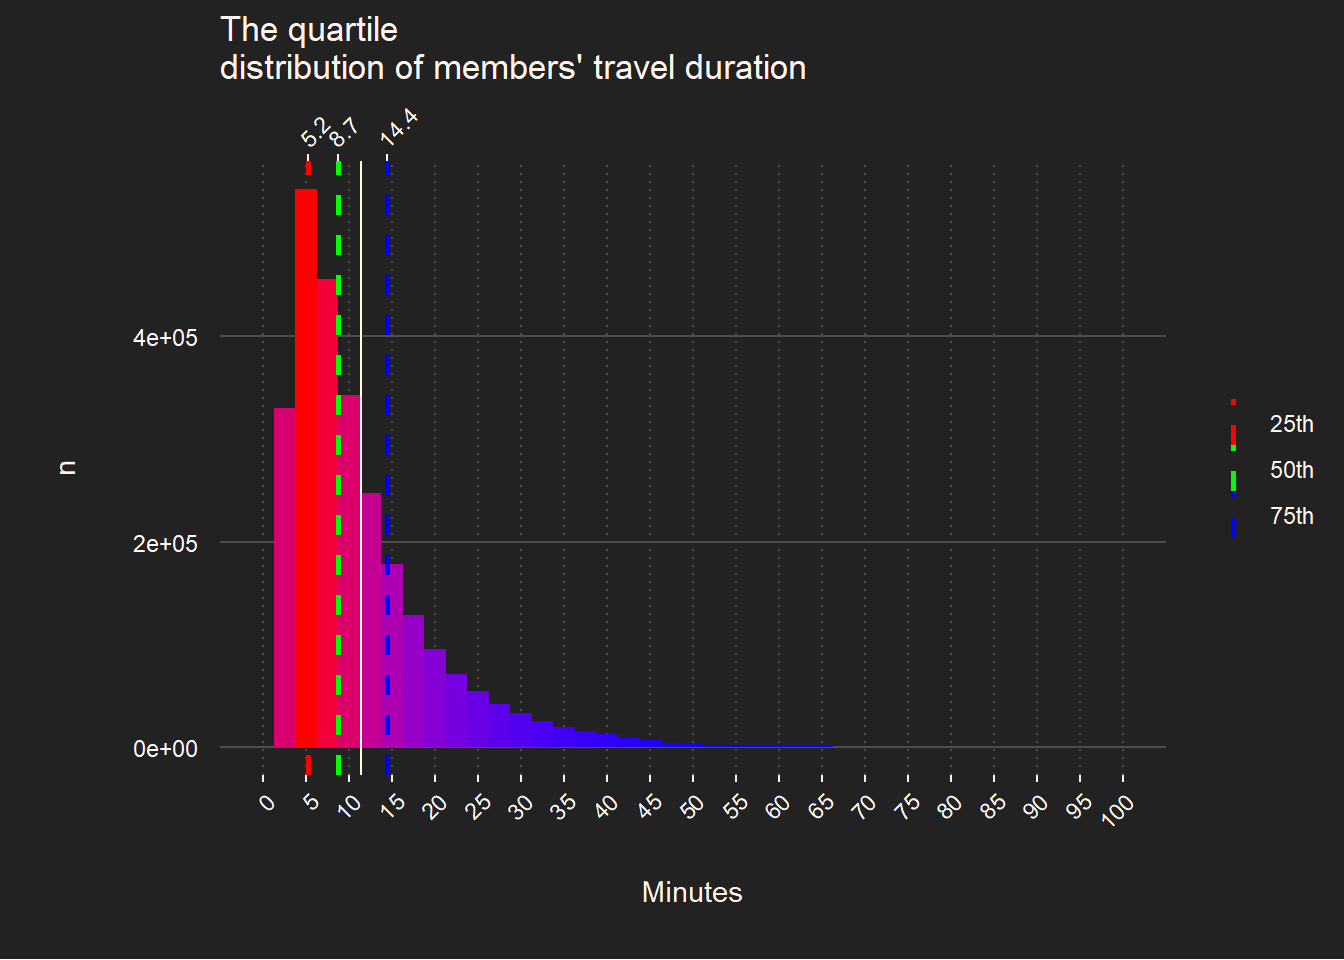 The quartile
distribution of members' travel duration
5.2 8.7 14.4
n
4e+05
2e+05
0e+00
0 5 10 15 20 25 30 35 40 45 50 55 60 65 70 75 80 85 90 95 100
Minutes
25th
50th
75th